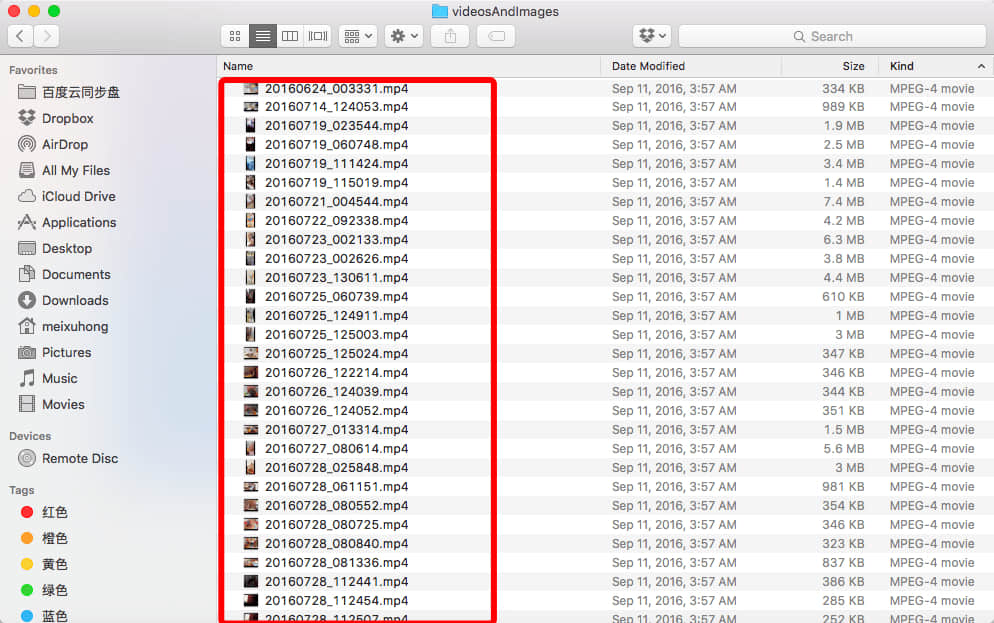 videosAndImages
Search
Favorites
百度云同步盘
Dropbox
AirDrop
All My Files
iCloud Drive
Applications
Desktop
Documents
Downloads
meixuhong
Pictures
Music
Movies
Devices
Remote Disc
Tags
红色
橙色
黄色
绿色
蓝色
Name Date Modified Size Kind
20160624_003331.mp4 Sep 11, 2016, 3:57 AM 334 KB MPEG-4 movie
20160714_124053.mp4 Sep 11, 2016, 3:57 AM 989 KB MPEG-4 movie
20160719_023544.mp4 Sep 11, 2016, 3:57 AM 1.9 MB MPEG-4 movie
20160719_060748.mp4 Sep 11, 2016, 3:57 AM 2.5 MB MPEG-4 movie
20160719_111424.mp4 Sep 11, 2016, 3:57 AM 3.4 MB MPEG-4 movie
20160719_115019.mp4 Sep 11, 2016, 3:57 AM 1.4 MB MPEG-4 movie
20160721_004544.mp4 Sep 11, 2016, 3:57 AM 7.4 MB MPEG-4 movie
20160722_092338.mp4 Sep 11, 2016, 3:57 AM 4.2 MB MPEG-4 movie
20160723_002133.mp4 Sep 11, 2016, 3:57 AM 6.3 MB MPEG-4 movie
20160723_002626.mp4 Sep 11, 2016, 3:57 AM 3.8 MB MPEG-4 movie
20160723_130611.mp4 Sep 11, 2016, 3:57 AM 4.4 MB MPEG-4 movie
20160725_060739.mp4 Sep 11, 2016, 3:57 AM 610 KB MPEG-4 movie
20160725_124911.mp4 Sep 11, 2016, 3:57 AM 1 MB MPEG-4 movie
20160725_125003.mp4 Sep 11, 2016, 3:57 AM 3 MB MPEG-4 movie
20160725_125024.mp4 Sep 11, 2016, 3:57 AM 347 KB MPEG-4 movie
20160726_122214.mp4 Sep 11, 2016, 3:57 AM 346 KB MPEG-4 movie
20160726_124039.mp4 Sep 11, 2016, 3:57 AM 344 KB MPEG-4 movie
20160726_124052.mp4 Sep 11, 2016, 3:57 AM 351 KB MPEG-4 movie
20160727_013314.mp4 Sep 11, 2016, 3:57 AM 1.5 MB MPEG-4 movie
20160727_080614.mp4 Sep 11, 2016, 3:57 AM 5.6 MB MPEG-4 movie
20160728_025848.mp4 Sep 11, 2016, 3:57 AM 3 MB MPEG-4 movie
20160728_061151.mp4 Sep 11, 2016, 3:57 AM 981 KB MPEG-4 movie
20160728_080552.mp4 Sep 11, 2016, 3:57 AM 354 KB MPEG-4 movie
20160728_080725.mp4 Sep 11, 2016, 3:57 AM 346 KB MPEG-4 movie
20160728_080840.mp4 Sep 11, 2016, 3:57 AM 323 KB MPEG-4 movie
20160728_081336.mp4 Sep 11, 2016, 3:57 AM 837 KB MPEG-4 movie
20160728_112441.mp4 Sep 11, 2016, 3:57 AM 386 KB MPEG-4 movie
20160728_112454.mp4 Sep 11, 2016, 3:57 AM 285 KB MPEG-4 movie
20160728_112507.mp4 Sep 11, 2016, 3:57 AM 252 KB MPEG-4 movie